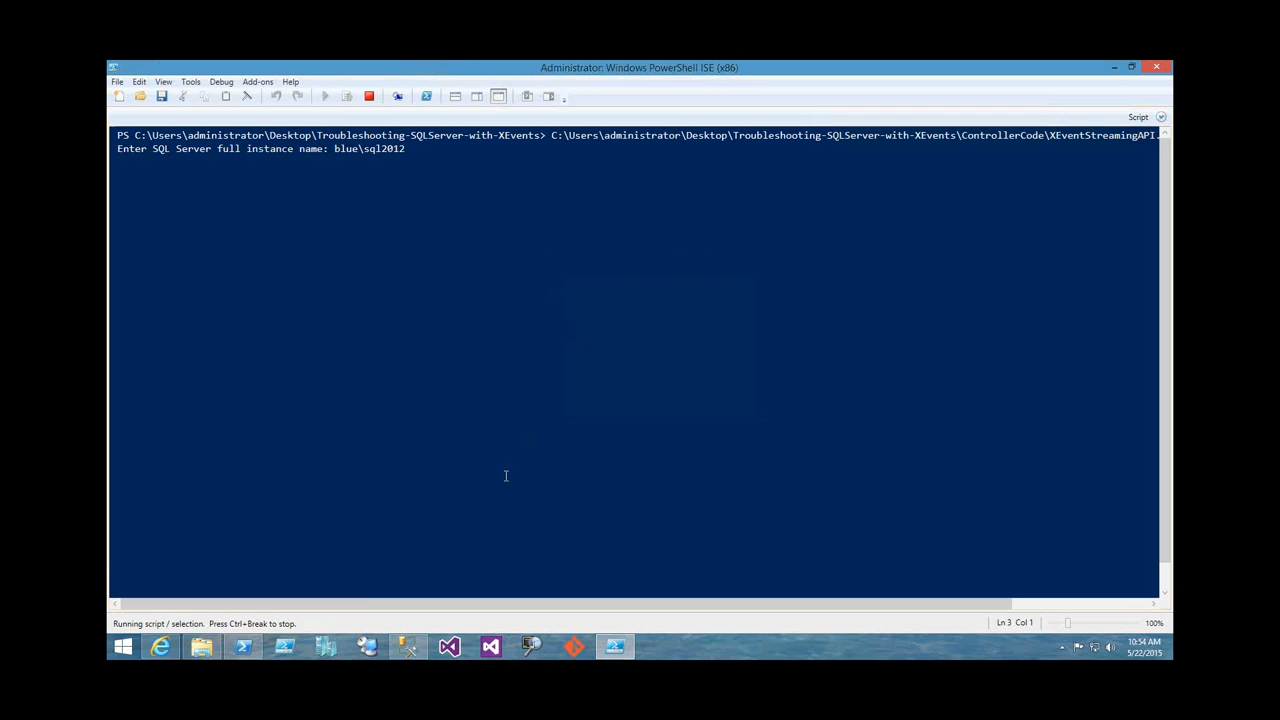 Administrator: Windows PowerShell ISE (x86)
File Edit View Tools Debug Add-ons Help
Script
PS C:\Users\administrator\Desktop\Troubleshooting-SQLServer-with-XEvents> C:\Users\administrator\Desktop\Troubleshooting-SQLServer-with-XEvents\ControllerCode\XEventStreamingAPI.
Enter SQL Server full instance name: blue\sql2012
Running script / selection. Press Ctrl+Break to stop.
Ln 3 Col 1
100%
10:54 AM
5/22/2015